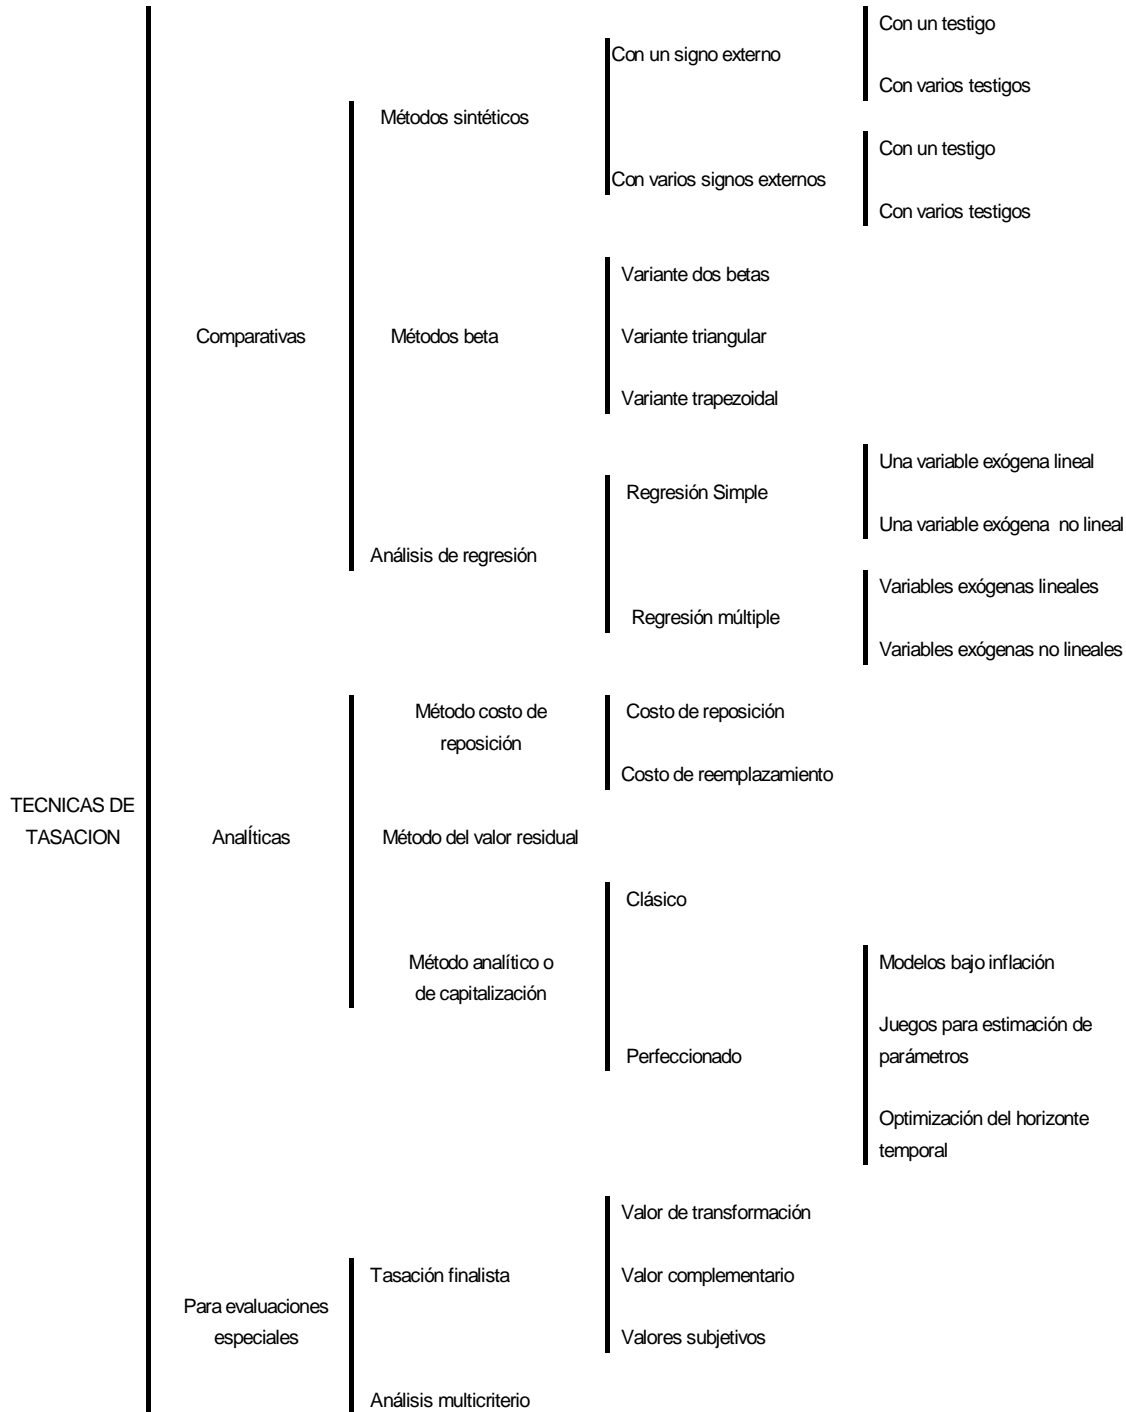 Con un testigo
Con un signo externo
Con varios testigos
Métodos sintéticos
Con un testigo
Con varios signos externos
Con varios testigos
Variante dos betas
Comparativas
Métodos beta
Variante triangular
Variante trapezoidal
Una variable exógena lineal
Regresión Simple
Una variable exógena no lineal
Análisis de regresión
Variables exógenas lineales
Regresión múltiple
Variables exógenas no lineales
Método costo de
reposición
Costo de reposición
Costo de reemplazamiento
TECNICAS DE
TASACION
AnalÍticas
Método del valor residual
Clásico
Método analítico o
de capitalización
Modelos bajo inflación
Juegos para estimación de
parámetros
Perfeccionado
Optimización del horizonte
temporal
Valor de transformación
Tasación finalista
Valor complementario
Para evaluaciones
especiales
Valores subjetivos
Análisis multicriterio